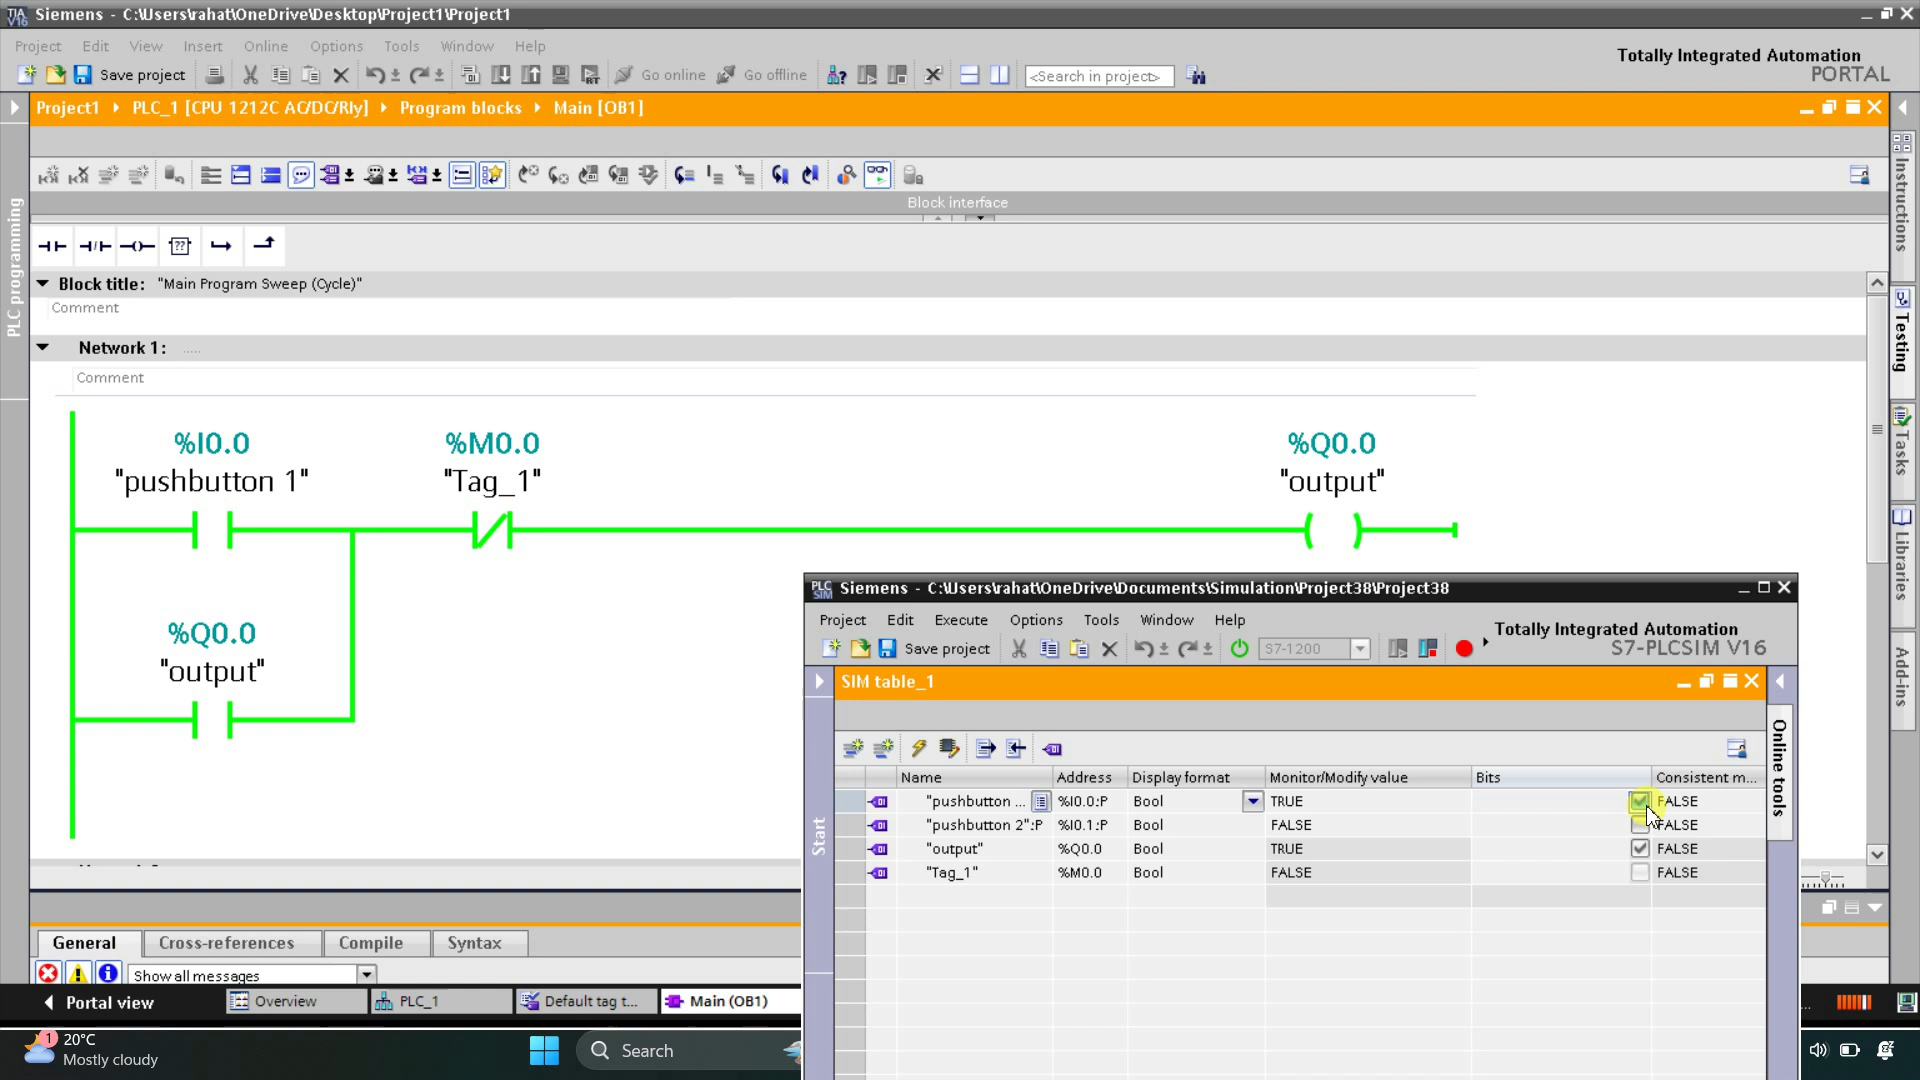 TIA V16 Siemens - C:\Users\rahat\OneDrive\Desktop\Project1\Project1
Project Edit View Insert Online Options Tools Window Help
Totally Integrated Automation
PORTAL
Save project Go online Go offline <Search in project>
Project1 PLC_1 [CPU 1212C AC/DC/Rly] Program blocks Main [OB1]
Block interface
Block title: "Main Program Sweep (Cycle)"
Comment
Network 1: .....
Comment
%I0.0 %M0.0 %Q0.0
"pushbutton 1" "Tag_1" "output"
%Q0.0
"output"
PLC programming
Instructions
Testing
Tasks
Libraries
Add-ins
PLC SIM Siemens - C:\Users\rahat\OneDrive\Documents\Simulation\Project38\Project38
Project Edit Execute Options Tools Window Help
Totally Integrated Automation
S7-PLCSIM V16
Save project S7-1200
SIM table_1
Start
Online tools
Name Address Display format Monitor/Modify value Bits Consistent m...
"pushbutton ... %I0.0:P Bool TRUE FALSE
"pushbutton 2":P %I0.1:P Bool FALSE FALSE
"output" %Q0.0 Bool TRUE FALSE
"Tag_1" %M0.0 Bool FALSE FALSE
General Cross-references Compile Syntax
Show all messages
Portal view Overview PLC_1 Default tag t... Main (OB1) ...
1
20°C
Mostly cloudy
Search